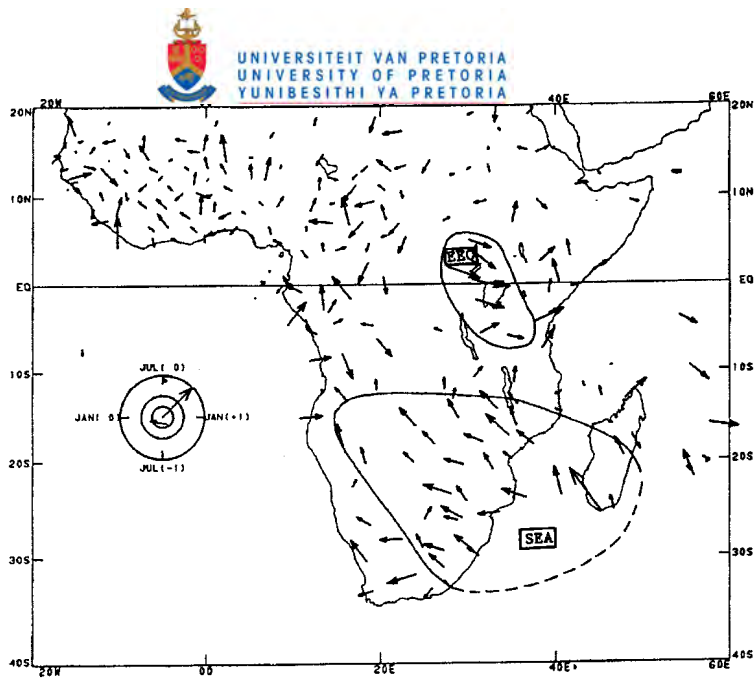 UNIVERSITEIT VAN PRETORIA
UNIVERSITY OF PRETORIA
YUNIBESITHI YA PRETORIA
20W 40E 60E
20N 20N
10N 10N
EEO
EQ EQ
10S 10S
JUL( 0)
JAN( 0) JAN(+1)
JUL(-1)
20S 20S
SEA
30S 30S
40S 40S
20W 00 20E 40E 60E